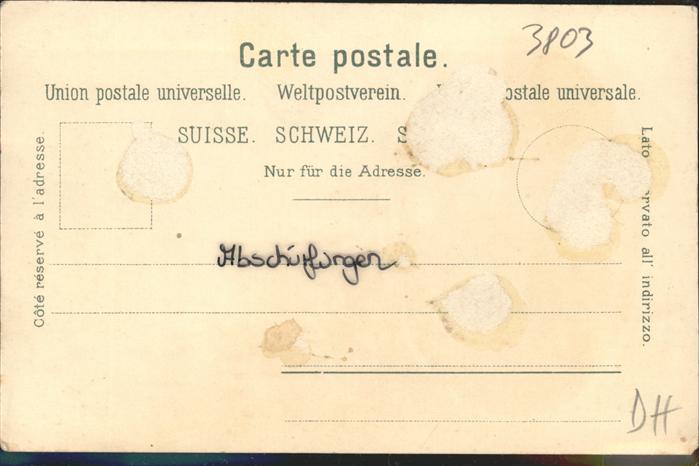 3803
Carte postale.
Union postale universelle. Weltpostverein. postale universale.
SUISSE. SCHWEIZ. S
Nur für die Adresse.
Côté réservé à l'adresse.
Lato rvato all' indirizzo.
Abschürfungen
DH